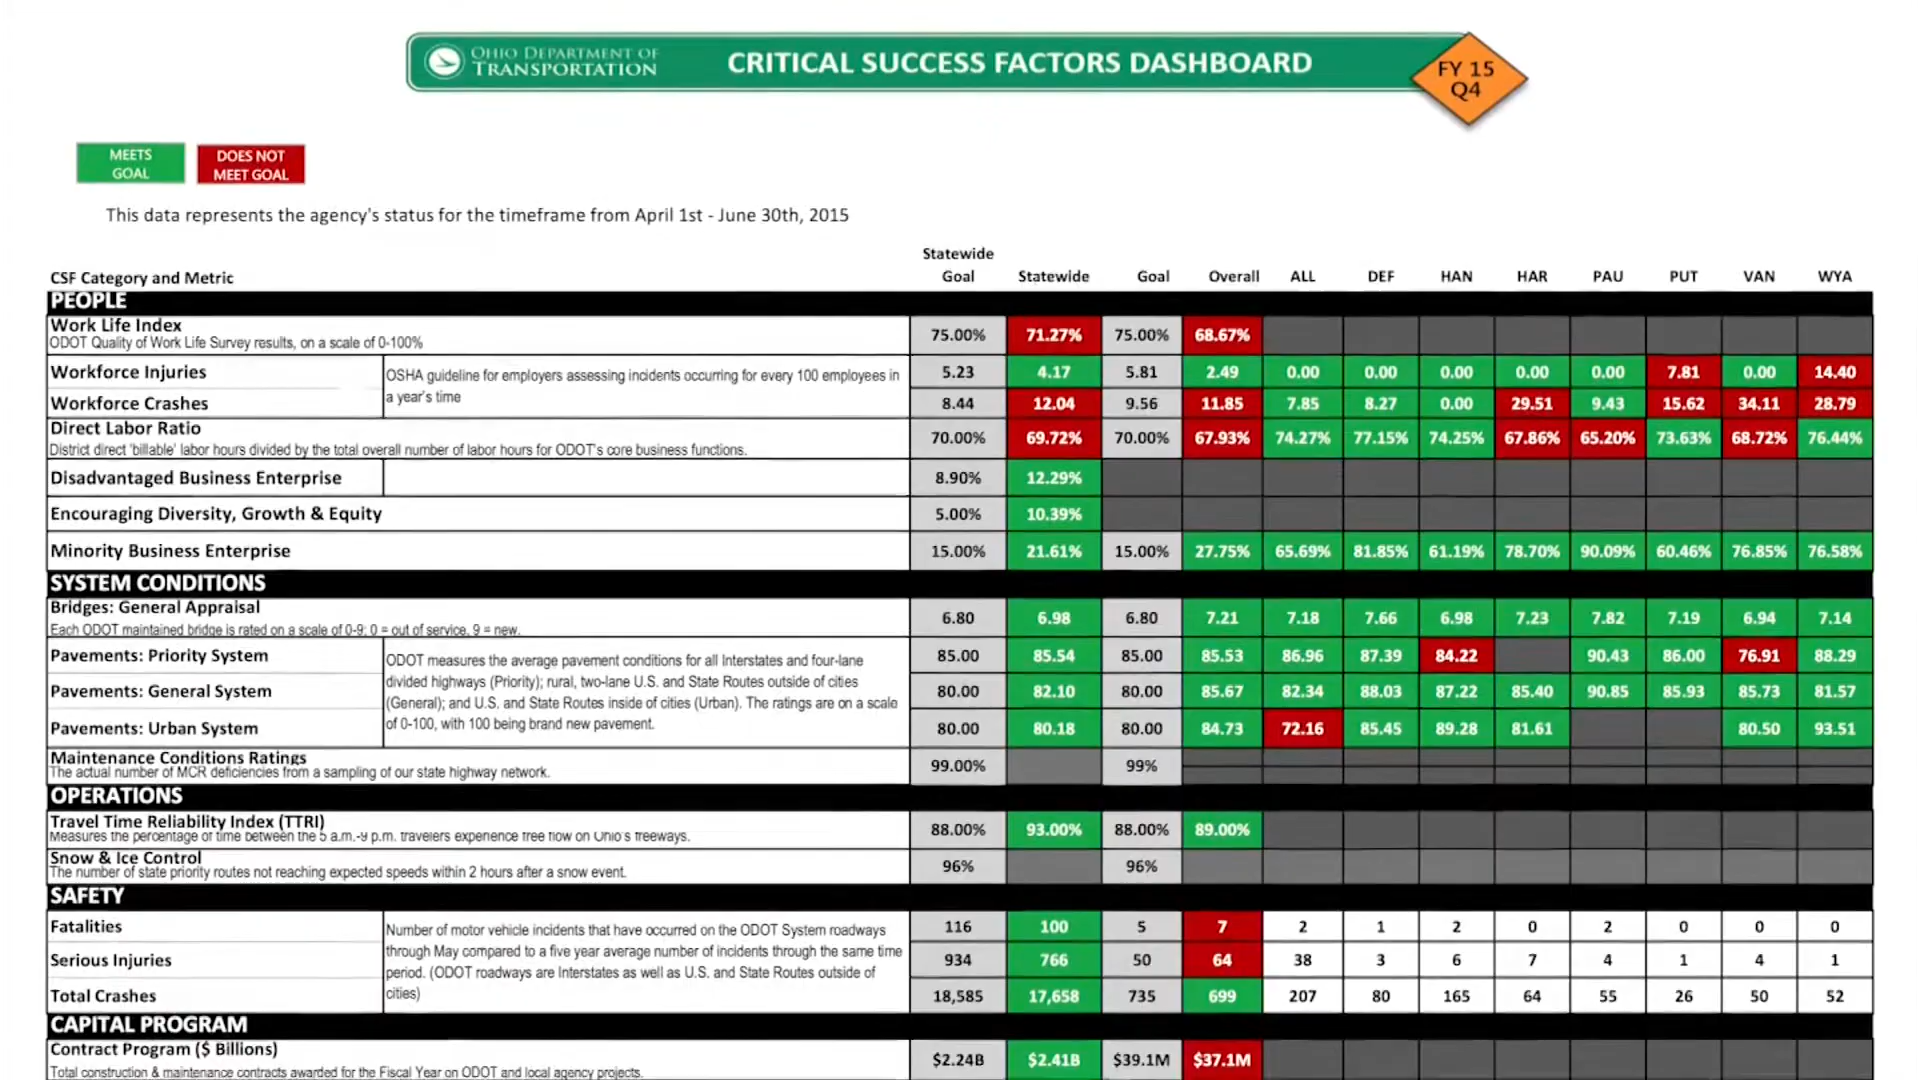 OHIO DEPARTMENT OF
TRANSPORTATION
CRITICAL SUCCESS FACTORS DASHBOARD
FY 15
Q4
MEETS
GOAL
DOES NOT
MEET GOAL
This data represents the agency's status for the timeframe from April 1st - June 30th, 2015
Statewide
CSF Category and Metric Goal Statewide Goal Overall ALL DEF HAN HAR PAU PUT VAN WYA
PEOPLE
Work Life Index
ODOT Quality of Work Life Survey results, on a scale of 0-100%
75.00% 71.27% 75.00% 68.67%
Workforce Injuries 5.23 4.17 5.81 2.49 0.00 0.00 0.00 0.00 0.00 7.81 0.00 14.40
OSHA guideline for employers assessing incidents occurring for every 100 employees in
a year's time
Workforce Crashes 8.44 12.04 9.56 11.85 7.85 8.27 0.00 29.51 9.43 15.62 34.11 28.79
Direct Labor Ratio
District direct 'billable' labor hours divided by the total overall number of labor hours for ODOT's core business functions.
70.00% 69.72% 70.00% 67.93% 74.27% 77.15% 74.25% 67.86% 65.20% 73.63% 68.72% 76.44%
Disadvantaged Business Enterprise 8.90% 12.29%
Encouraging Diversity, Growth & Equity 5.00% 10.39%
Minority Business Enterprise 15.00% 21.61% 15.00% 27.75% 65.69% 81.85% 61.19% 78.70% 90.09% 60.46% 76.85% 76.58%
SYSTEM CONDITIONS
Bridges: General Appraisal
Each ODOT maintained bridge is rated on a scale of 0-9; 0 = out of service, 9 = new.
6.80 6.98 6.80 7.21 7.18 7.66 6.98 7.23 7.82 7.19 6.94 7.14
Pavements: Priority System 85.00 85.54 85.00 85.53 86.96 87.39 84.22 90.43 86.00 76.91 88.29
ODOT measures the average pavement conditions for all Interstates and four-lane
divided highways (Priority); rural, two-lane U.S. and State Routes outside of cities
(General); and U.S. and State Routes inside of cities (Urban). The ratings are on a scale
of 0-100, with 100 being brand new pavement.
Pavements: General System 80.00 82.10 80.00 85.67 82.34 88.03 87.22 85.40 90.85 85.93 85.73 81.57
Pavements: Urban System 80.00 80.18 80.00 84.73 72.16 85.45 89.28 81.61 80.50 93.51
Maintenance Conditions Ratings
The actual number of MCR deficiencies from a sampling of our state highway network.
99.00% 99%
OPERATIONS
Travel Time Reliability Index (TTRI)
Measures the percentage of time between the 5 a.m.-9 p.m. travelers experience free flow on Ohio's freeways.
88.00% 93.00% 88.00% 89.00%
Snow & Ice Control
The number of state priority routes not reaching expected speeds within 2 hours after a snow event.
96% 96%
SAFETY
Fatalities 116 100 5 7 2 1 2 0 2 0 0 0
Number of motor vehicle incidents that have occurred on the ODOT System roadways
through May compared to a five year average number of incidents through the same time
period. (ODOT roadways are Interstates as well as U.S. and State Routes outside of
cities)
Serious Injuries 934 766 50 64 38 3 6 7 4 1 4 1
Total Crashes 18,585 17,658 735 699 207 80 165 64 55 26 50 52
CAPITAL PROGRAM
Contract Program ($ Billions)
Total construction & maintenance contracts awarded for the Fiscal Year on ODOT and local agency projects.
$2.24B $2.41B $39.1M $37.1M